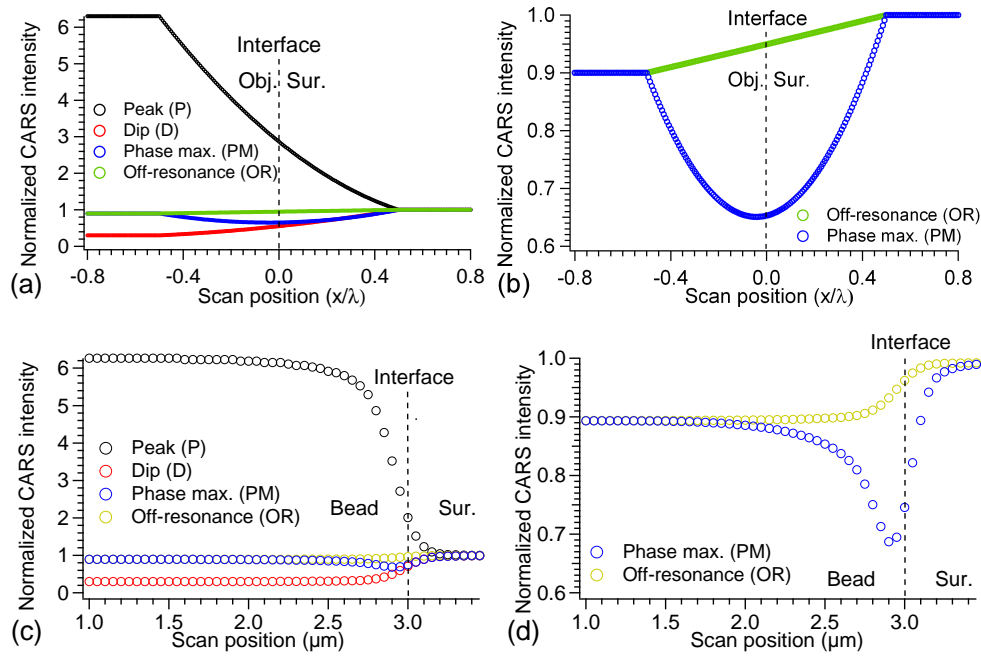 Normalized CARS intensity
6
5
4
3
2
1
0
Interface
Obj. Sur.
Peak (P)
Dip (D)
Phase max. (PM)
Off-resonance (OR)
-0.8 -0.4 0.0 0.4 0.8
Scan position (x/λ)
(a)
Normalized CARS intensity
1.0
0.9
0.8
0.7
0.6
Interface
Obj. Sur.
Off-resonance (OR)
Phase max. (PM)
-0.8 -0.4 0.0 0.4 0.8
Scan position (x/λ)
(b)
Normalized CARS intensity
6
5
4
3
2
1
0
Interface
Peak (P)
Dip (D)
Phase max. (PM)
Off-resonance (OR)
Bead Sur.
1.0 1.5 2.0 2.5 3.0
Scan position (µm)
(c)
Normalized CARS intensity
1.0
0.9
0.8
0.7
0.6
Interface
Phase max. (PM)
Off-resonance (OR)
Bead Sur.
1.0 1.5 2.0 2.5 3.0
Scan position (µm)
(d)